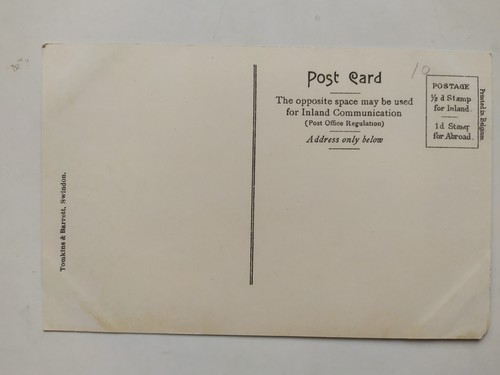 Post Card
The opposite space may be used
for Inland Communication
(Post Office Regulation)
Address only below
10
POSTAGE
½ d Stamp
for Inland.
1d Stamp
for Abroad.
Printed in Belgium
Tomkins & Barrett, Swindon.